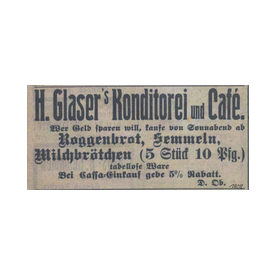 H. Glaser's Konditorei und Café.
Wer Geld sparen will, kaufe von Sonnabend ab
Roggenbrot, Semmeln,
Milchbrötchen (5 Stück 10 Pfg.)
tadellose Ware
Bei Cassa-Einkauf gebe 5% Rabatt.
D. Ob.